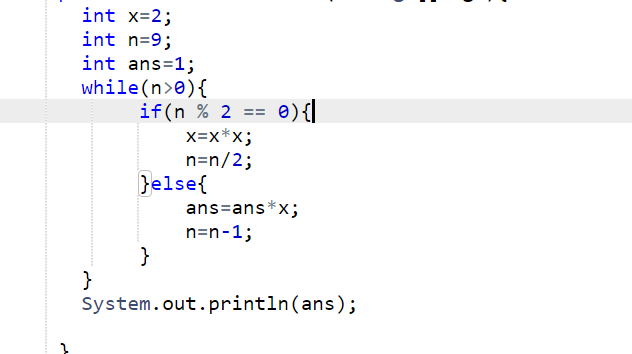 int x=2;
int n=9;
int ans=1;
while(n>0){
if(n % 2 == 0){
x=x*x;
n=n/2;
}else{
ans=ans*x;
n=n-1;
}
}
System.out.println(ans);
}